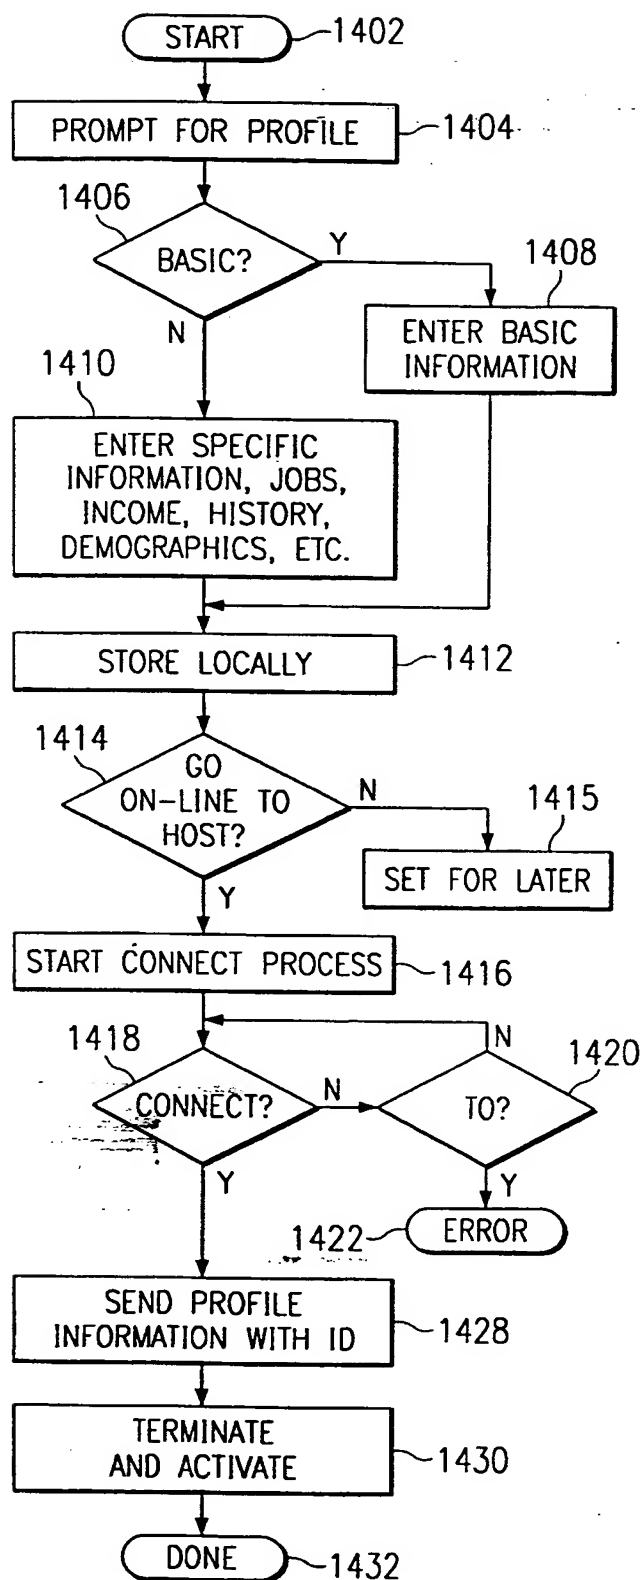 START
1402
PROMPT FOR PROFILE
1404
1406
BASIC?
Y
N
1408
ENTER BASIC
INFORMATION
1410
ENTER SPECIFIC
INFORMATION, JOBS,
INCOME, HISTORY,
DEMOGRAPHICS, ETC.
STORE LOCALLY
1412
1414
GO
ON-LINE TO
HOST?
N
Y
1415
SET FOR LATER
START CONNECT PROCESS
1416
1418
CONNECT?
N
Y
N
1420
TO?
Y
1422
ERROR
SEND PROFILE
INFORMATION WITH ID
1428
TERMINATE
AND ACTIVATE
1430
DONE
1432